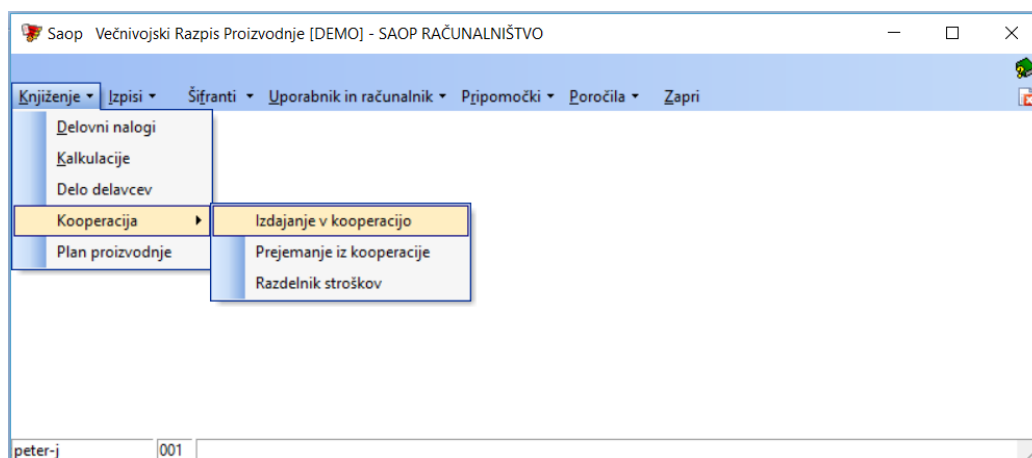 Saop Večnivojski Razpis Proizvodnje [DEMO] - SAOP RAČUNALNIŠTVO
Knjiženje Izpisi Šifranti Uporabnik in računalnik Pripomočki Poročila Zapri
Delovni nalogi
Kalkulacije
Delo delavcev
Kooperacija Izdajanje v kooperacijo
Plan proizvodnje Prejemanje iz kooperacije
Razdelnik stroškov
peter-j 001